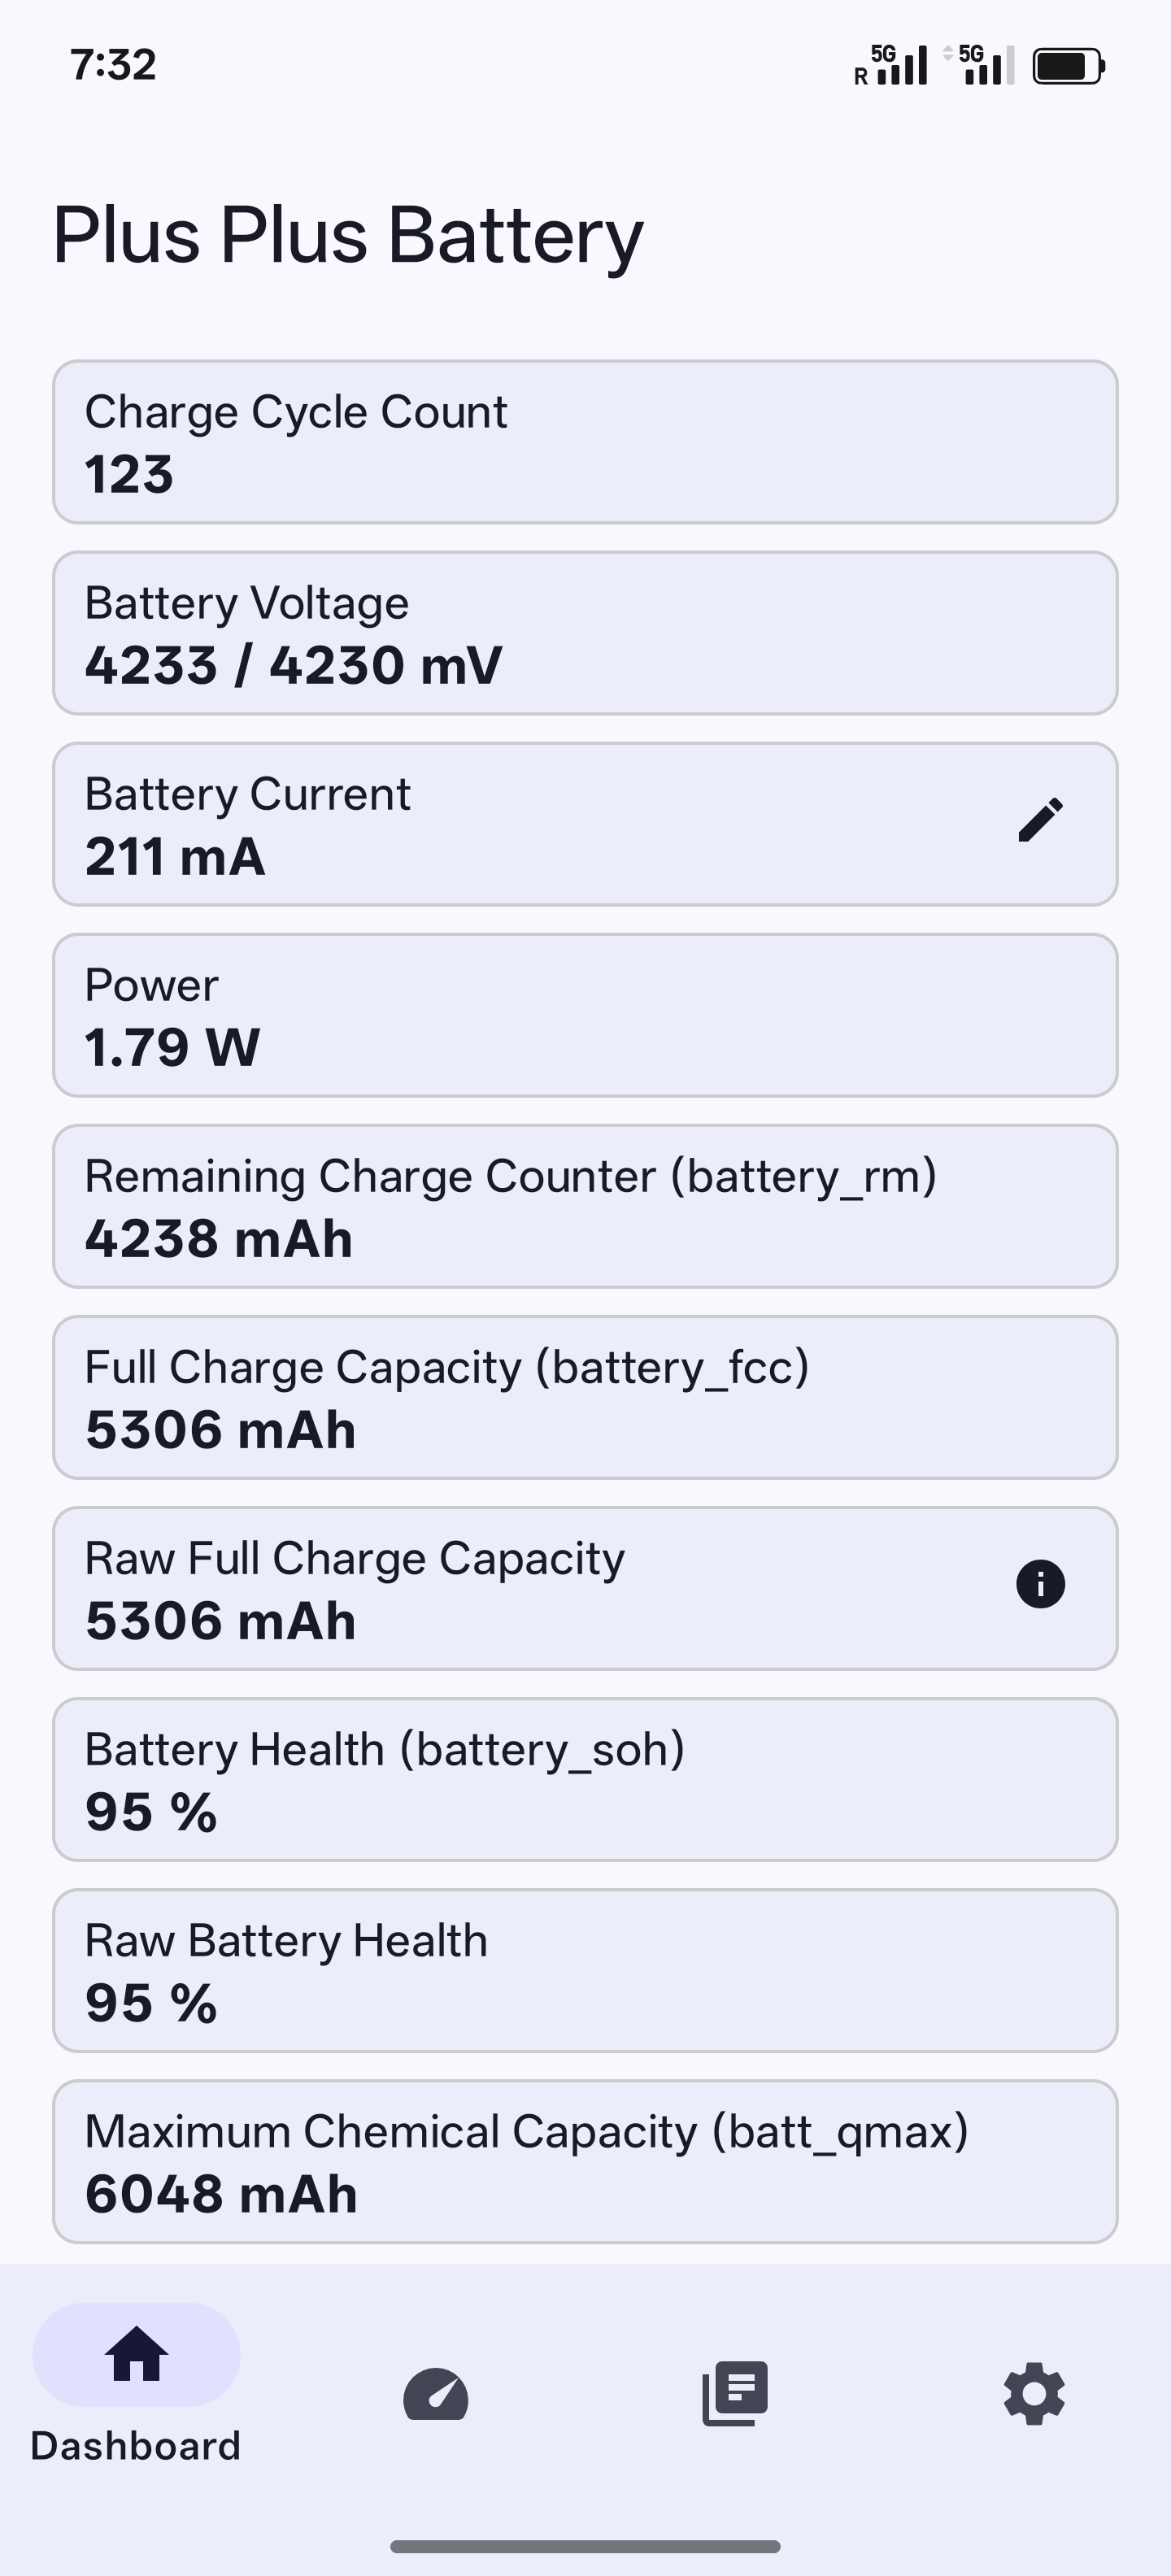 7:32
R 5G 5G
Plus Plus Battery
Charge Cycle Count
123
Battery Voltage
4233 / 4230 mV
Battery Current
211 mA
Power
1.79 W
Remaining Charge Counter (battery_rm)
4238 mAh
Full Charge Capacity (battery_fcc)
5306 mAh
Raw Full Charge Capacity
5306 mAh
Battery Health (battery_soh)
95 %
Raw Battery Health
95 %
Maximum Chemical Capacity (batt_qmax)
6048 mAh
Dashboard